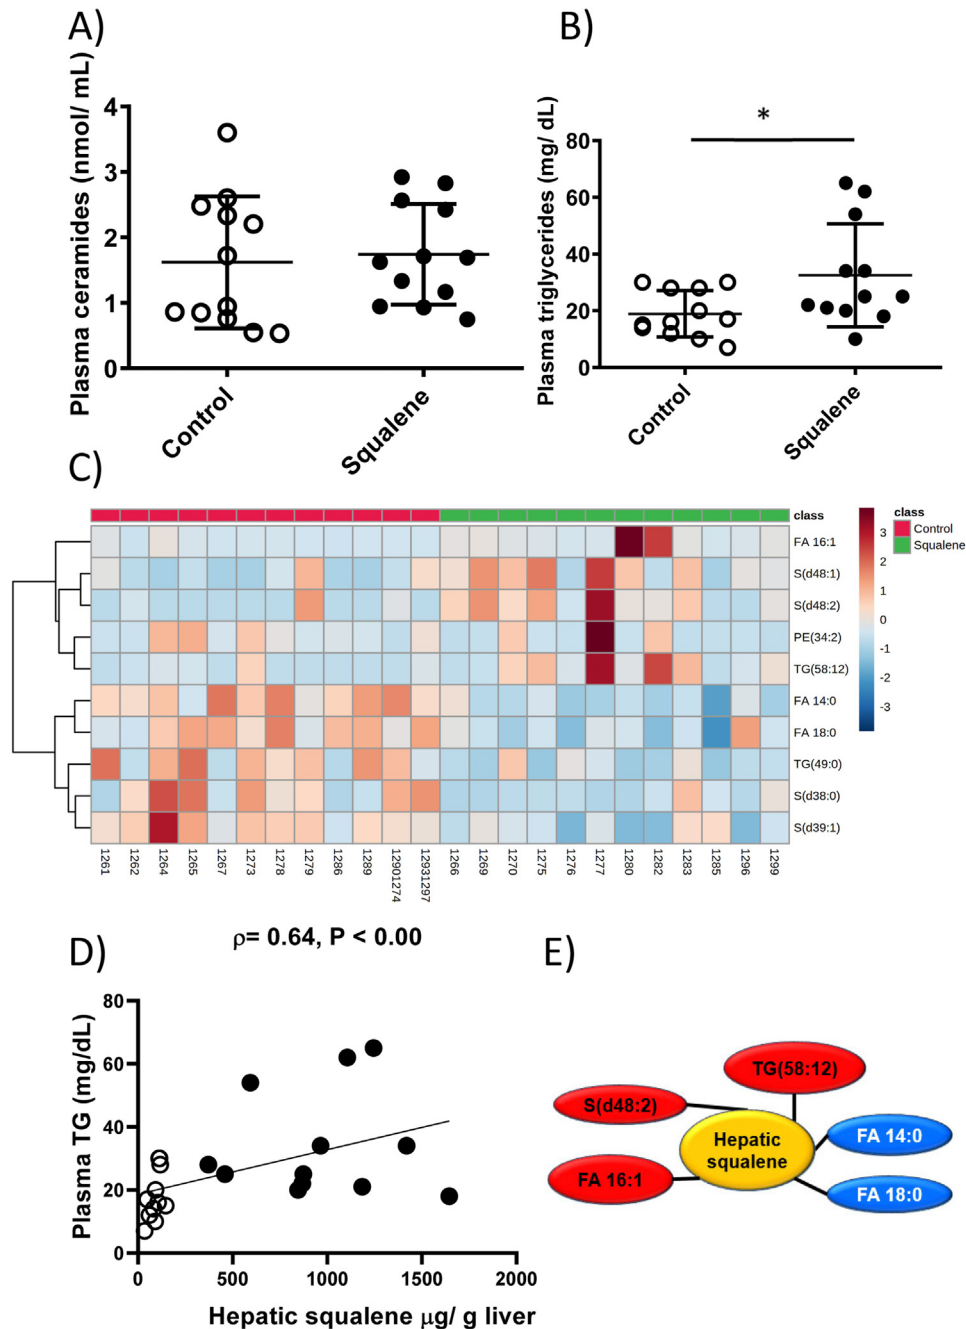 A)
Plasma ceramides (nmol/ mL)
4
3
2
1
0
Control
Squalene
B)
*
Plasma triglycerides (mg/ dL)
80
60
40
20
0
Control
Squalene
C)
class
FA 16:1
S(d48:1)
S(d48:2)
PE(34:2)
TG(58:12)
FA 14:0
FA 18:0
TG(49:0)
S(d38:0)
S(d39:1)
3
2
1
0
-1
-2
-3
class
Control
Squalene
1261
1262
1264
1265
1267
1273
1278
1279
1286
1289
12901274
12931297
1266
1269
1270
1275
1276
1277
1280
1282
1283
1285
1296
1299
D)
ρ= 0.64, P < 0.00
Plasma TG (mg/dL)
80
60
40
20
0
0 500 1000 1500 2000
Hepatic squalene μg/ g liver
E)
TG(58:12)
S(d48:2)
FA 14:0
Hepatic
squalene
FA 16:1
FA 18:0